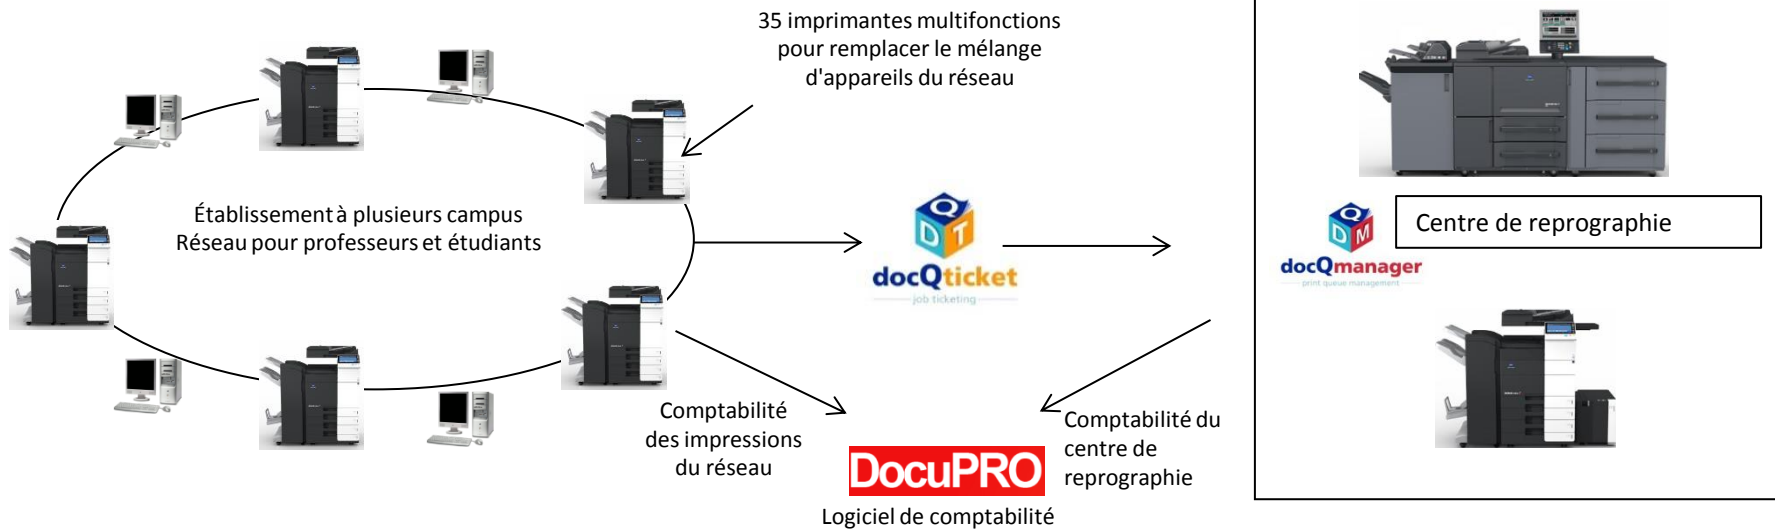 35 imprimantes multifonctions
pour remplacer le mélange
d'appareils du réseau
Établissement à plusieurs campus
Réseau pour professeurs et étudiants
Q
D T
docQticket
job ticketing
Centre de reprographie
Q
D M
docQmanager
print queue management
Comptabilité
des impressions
du réseau
Comptabilité du
centre de
reprographie
DocuPRO
Logiciel de comptabilité